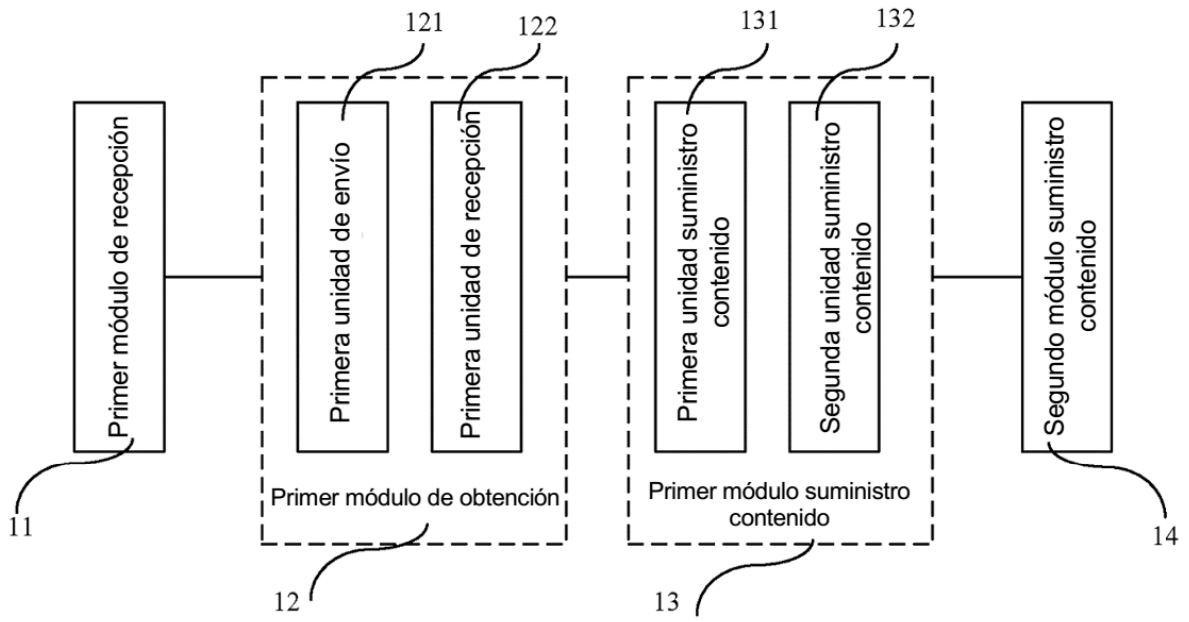 121
122
131
132
Primer módulo de recepción
Primera unidad de envío
Primera unidad de recepción
Primera unidad suministro
contenido
Segunda unidad suministro
contenido
Segundo módulo suministro
contenido
Primer módulo de obtención
Primer módulo suministro
contenido
11
12
13
14